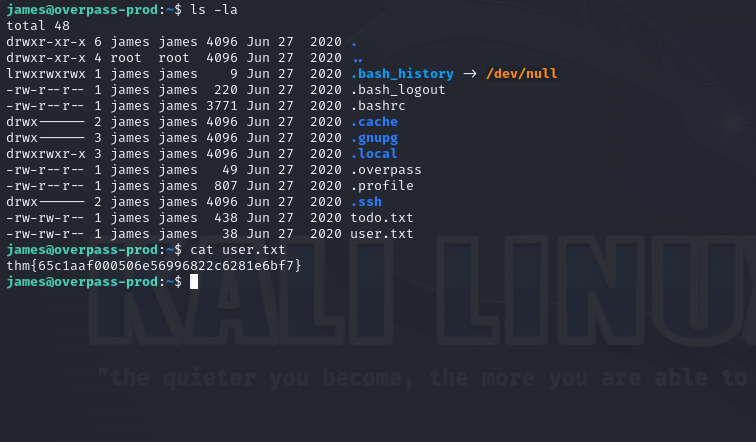 james@overpass-prod:~$ ls -la
total 48
drwxr-xr-x 6 james james 4096 Jun 27  2020 .
drwxr-xr-x 4 root  root  4096 Jun 27  2020 ..
lrwxrwxrwx 1 james james    9 Jun 27  2020 .bash_history -> /dev/null
-rw-r--r-- 1 james james  220 Jun 27  2020 .bash_logout
-rw-r--r-- 1 james james 3771 Jun 27  2020 .bashrc
drwx------ 2 james james 4096 Jun 27  2020 .cache
drwx------ 3 james james 4096 Jun 27  2020 .gnupg
drwxrwxr-x 3 james james 4096 Jun 27  2020 .local
-rw-r--r-- 1 james james   49 Jun 27  2020 .overpass
-rw-r--r-- 1 james james  807 Jun 27  2020 .profile
drwx------ 2 james james 4096 Jun 27  2020 .ssh
-rw-rw-r-- 1 james james  438 Jun 27  2020 todo.txt
-rw-rw-r-- 1 james james   38 Jun 27  2020 user.txt
james@overpass-prod:~$ cat user.txt
thm{65c1aaf000506e56996822c6281e6bf7}
james@overpass-prod:~$
KALI LINUX
"the quieter you become, the more you are able to